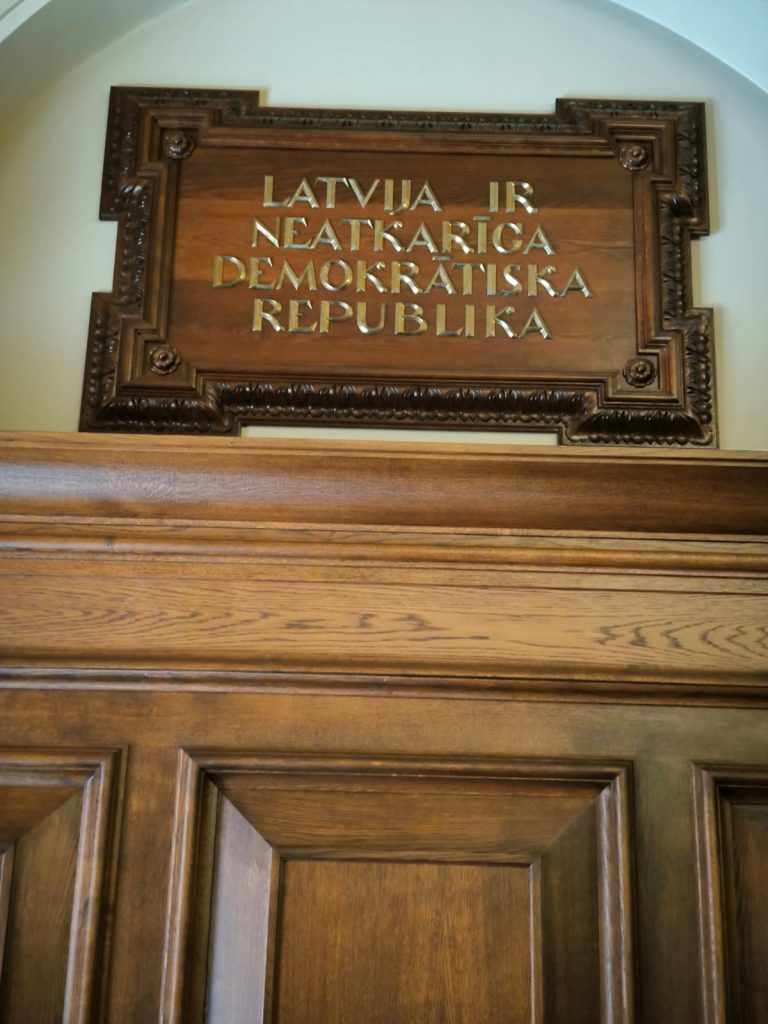 LATVIJA IR
NEATKARĪGA
DEMOKRĀTISKA
REPUBLIKA